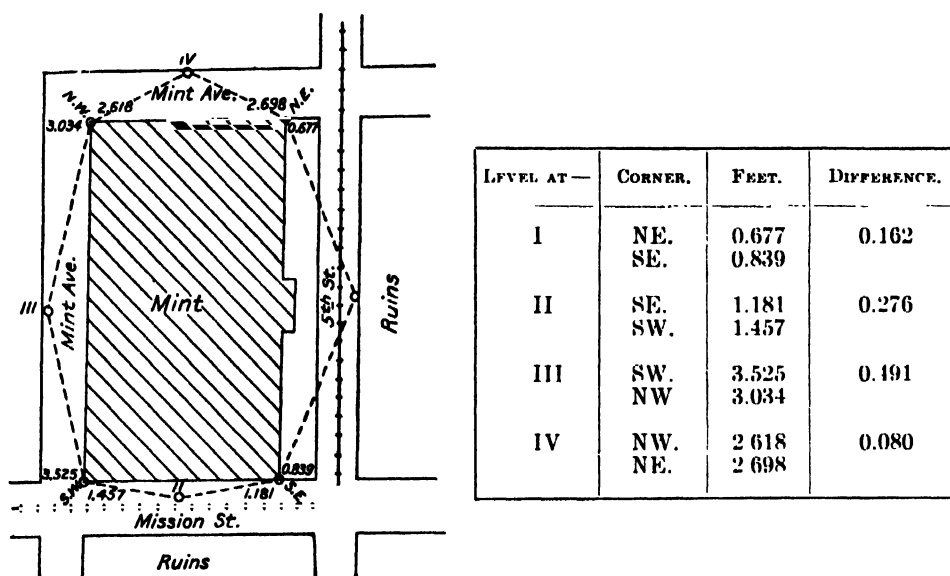 IV
Mint Ave.
N.W.
2.618
2.698
N.E.
3.034
0.677
III
Mint Ave.
Mint
5th St.
Ruins
3.525
S.W.
1.457
II
1.181
0.839
S.E.
Mission St.
Ruins
LEVEL AT— CORNER. FEET. DIFFERENCE.
I NE. 0.677 0.162
SE. 0.839
II SE. 1.181 0.276
SW. 1.457
III SW. 3.525 0.491
NW 3.034
IV NW. 2 618 0.080
NE. 2 698